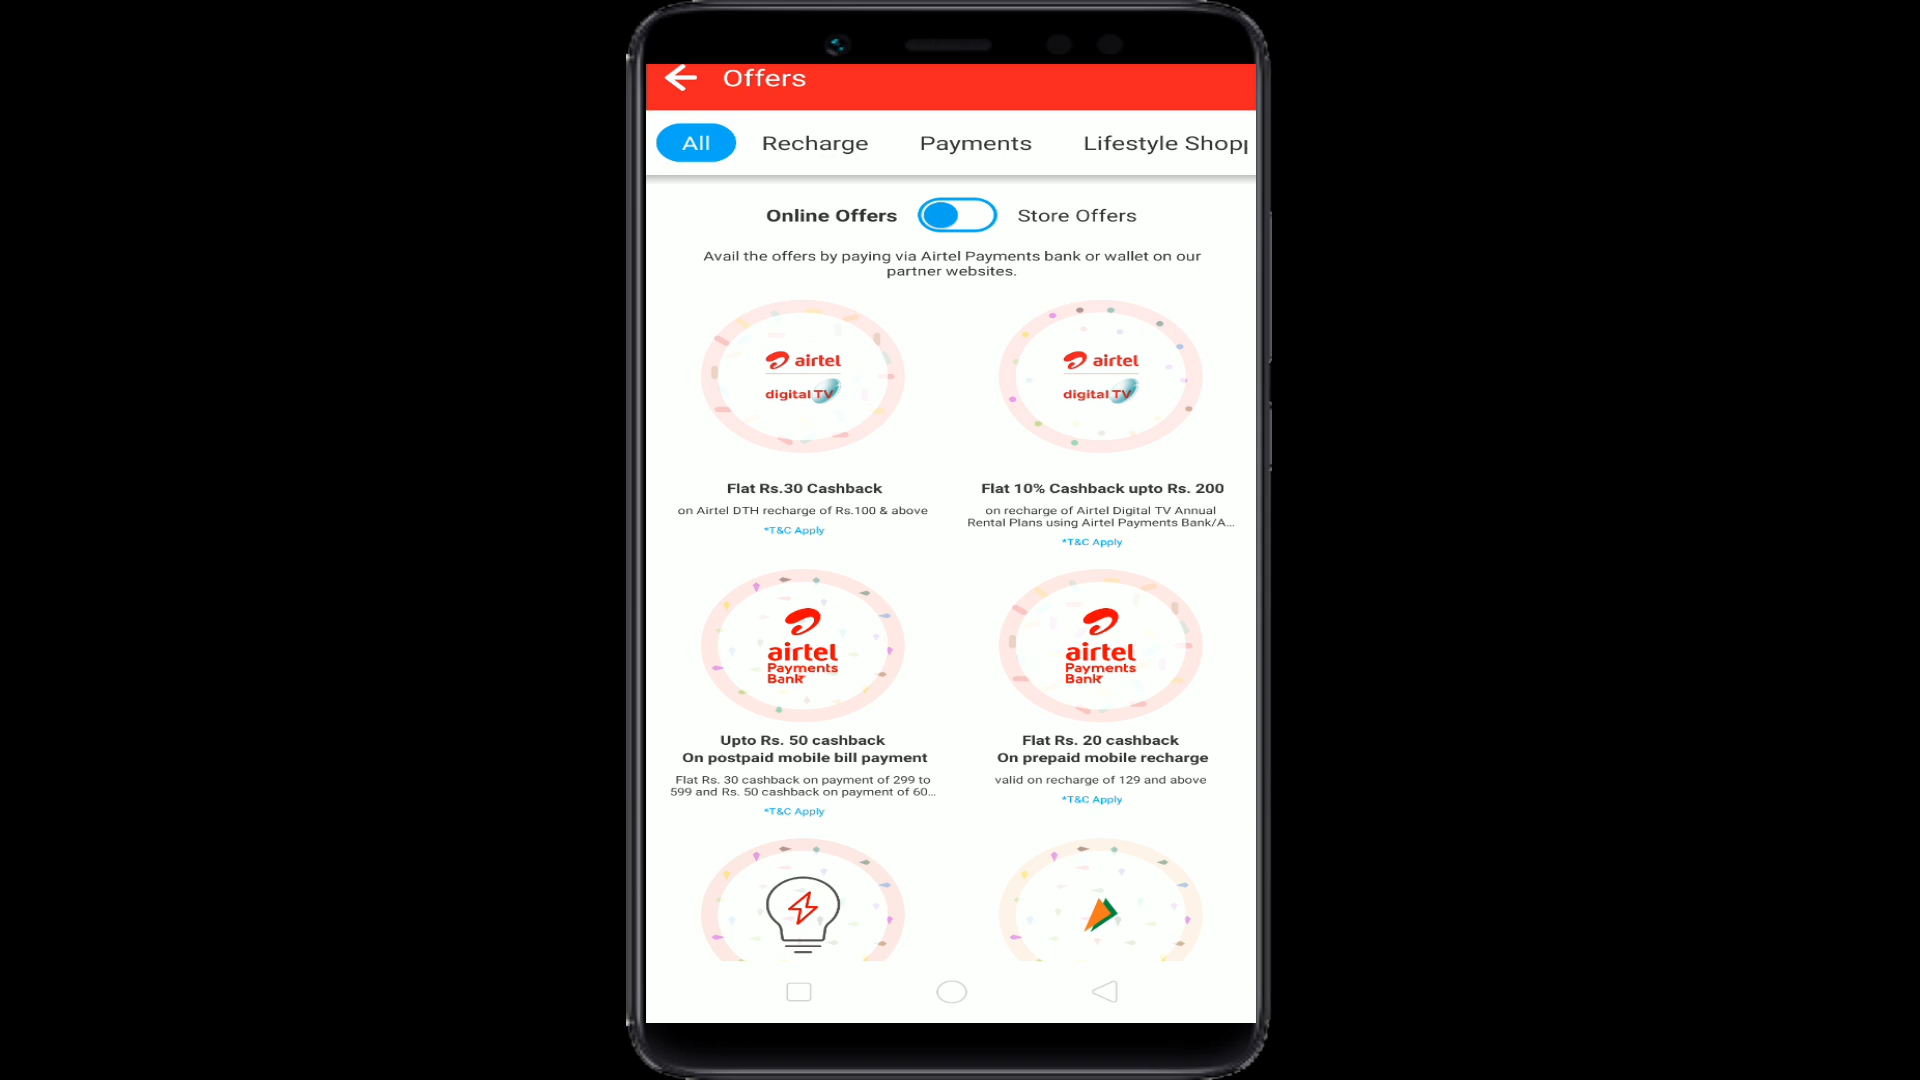 Offers
All
Recharge
Payments
Lifestyle Shopp
Online Offers
Store Offers
Avail the offers by paying via Airtel Payments bank or wallet on our
partner websites.
airtel
digital TV
airtel
digital TV
Flat Rs.30 Cashback
on Airtel DTH recharge of Rs.100 & above
*T&C Apply
Flat 10% Cashback upto Rs. 200
on recharge of Airtel Digital TV Annual
Rental Plans using Airtel Payments Bank/A...
*T&C Apply
airtel
Payments
Bank
airtel
Payments
Bank
Upto Rs. 50 cashback
On postpaid mobile bill payment
Flat Rs. 30 cashback on payment of 299 to
599 and Rs. 50 cashback on payment of 60...
*T&C Apply
Flat Rs. 20 cashback
On prepaid mobile recharge
valid on recharge of 129 and above
*T&C Apply